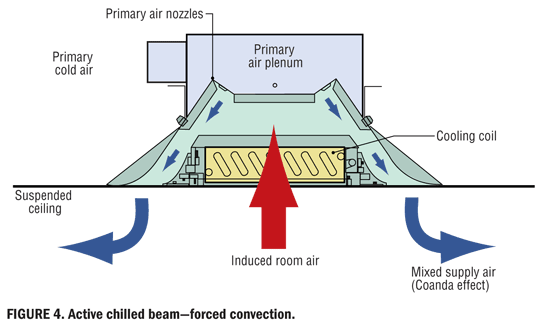 Primary air nozzles
Primary
cold air
Primary
air plenum
Cooling coil
Suspended
ceiling
Induced room air
Mixed supply air
(Coanda effect)
FIGURE 4. Active chilled beam—forced convection.